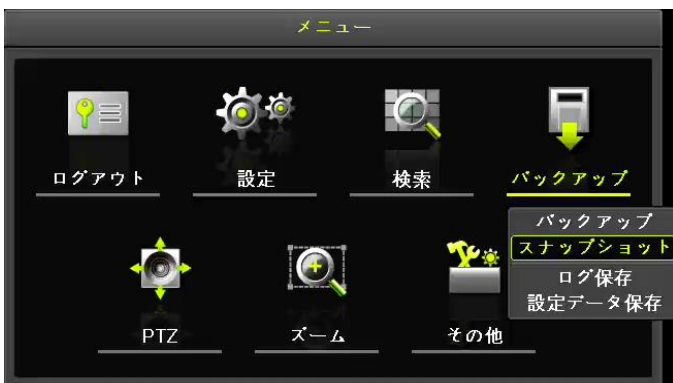 メニュー
ログアウト
設定
検索
バックアップ
バックアップ
スナップショット
ログ保存
設定データ保存
PTZ
ズーム
その他